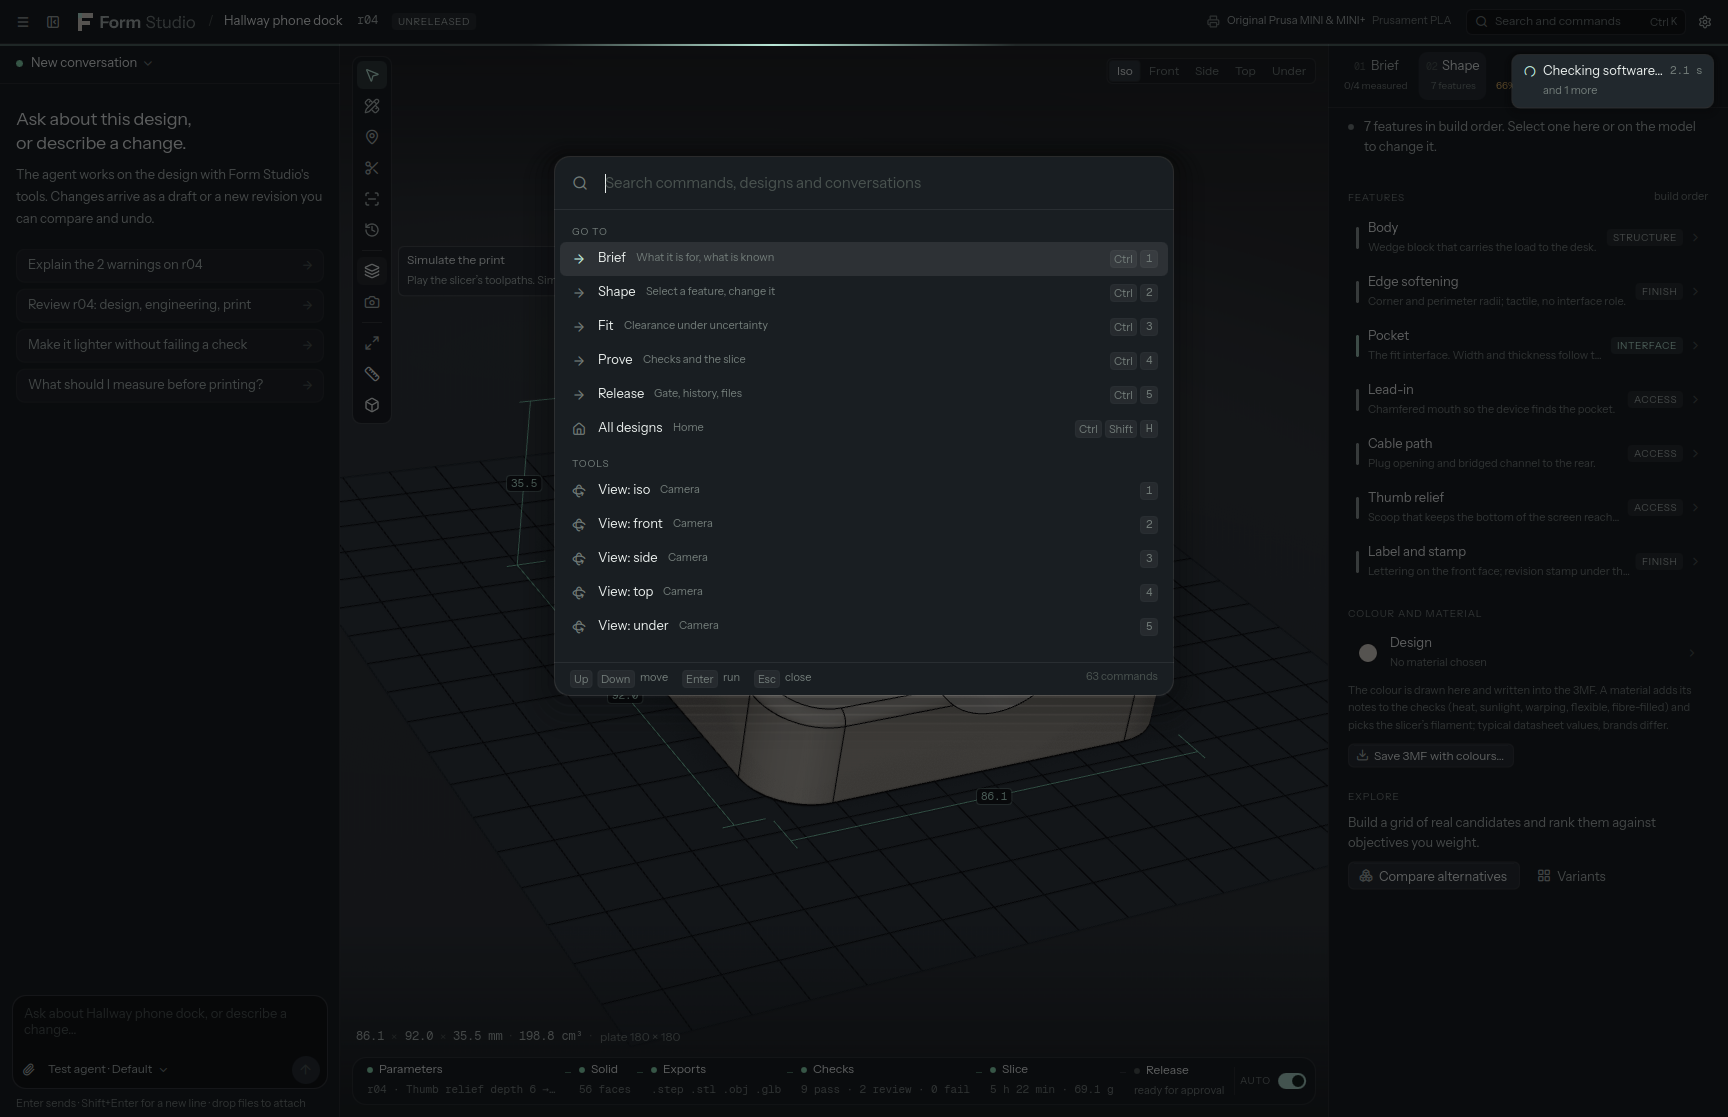 Form Studio / Hallway phone dock r04 UNRELEASED
Original Prusa MINI & MINI+ Prusament PLA
Search and commands Ctrl K
New conversation
Ask about this design,
or describe a change.
The agent works on the design with Form Studio's
tools. Changes arrive as a draft or a new revision you
can compare and undo.
Explain the 2 warnings on r04
Review r04: design, engineering, print
Make it lighter without failing a check
What should I measure before printing?
Ask about Hallway phone dock, or describe a
change...
Test agent · Default
Enter sends · Shift+Enter for a new line · drop files to attach
Iso Front Side Top Under
Simulate the print
Play the slicer's toolpaths. Sim
35.5
92.0
86.1
Search commands, designs and conversations
GO TO
Brief What it is for, what is known Ctrl 1
Shape Select a feature, change it Ctrl 2
Fit Clearance under uncertainty Ctrl 3
Prove Checks and the slice Ctrl 4
Release Gate, history, files Ctrl 5
All designs Home Ctrl Shift H
TOOLS
View: iso Camera 1
View: front Camera 2
View: side Camera 3
View: top Camera 4
View: under Camera 5
Up Down move Enter run Esc close 63 commands
86.1 × 92.0 × 35.5 mm · 198.8 cm³ · plate 180 × 180
Parameters
r04 · Thumb relief depth 6 →…
Solid
56 faces
Exports
.step .stl .obj .glb
Checks
9 pass · 2 review · 0 fail
Slice
5 h 22 min · 69.1 g
Release
ready for approval
AUTO
01 Brief
0/4 measured
02 Shape
7 features
66%
Checking software... 2.1 s
and 1 more
7 features in build order. Select one here or on the model
to change it.
FEATURES build order
Body
Wedge block that carries the load to the desk. STRUCTURE
Edge softening
Corner and perimeter radii; tactile, no interface role. FINISH
Pocket
The fit interface. Width and thickness follow t... INTERFACE
Lead-in
Chamfered mouth so the device finds the pocket. ACCESS
Cable path
Plug opening and bridged channel to the rear. ACCESS
Thumb relief
Scoop that keeps the bottom of the screen reach... ACCESS
Label and stamp
Lettering on the front face; revision stamp under th... FINISH
COLOUR AND MATERIAL
Design
No material chosen
The colour is drawn here and written into the 3MF. A material adds its
notes to the checks (heat, sunlight, warping, flexible, fibre-filled) and
picks the slicer's filament; typical datasheet values, brands differ.
Save 3MF with colours...
EXPLORE
Build a grid of real candidates and rank them against
objectives you weight.
Compare alternatives Variants